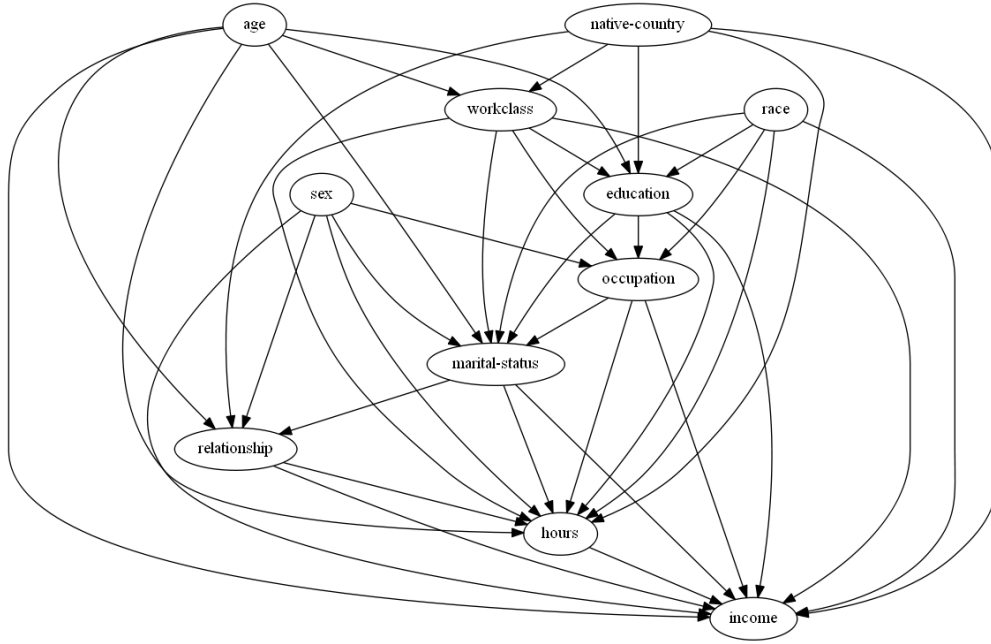 age
native-country
workclass
race
sex
education
occupation
marital-status
relationship
hours
income